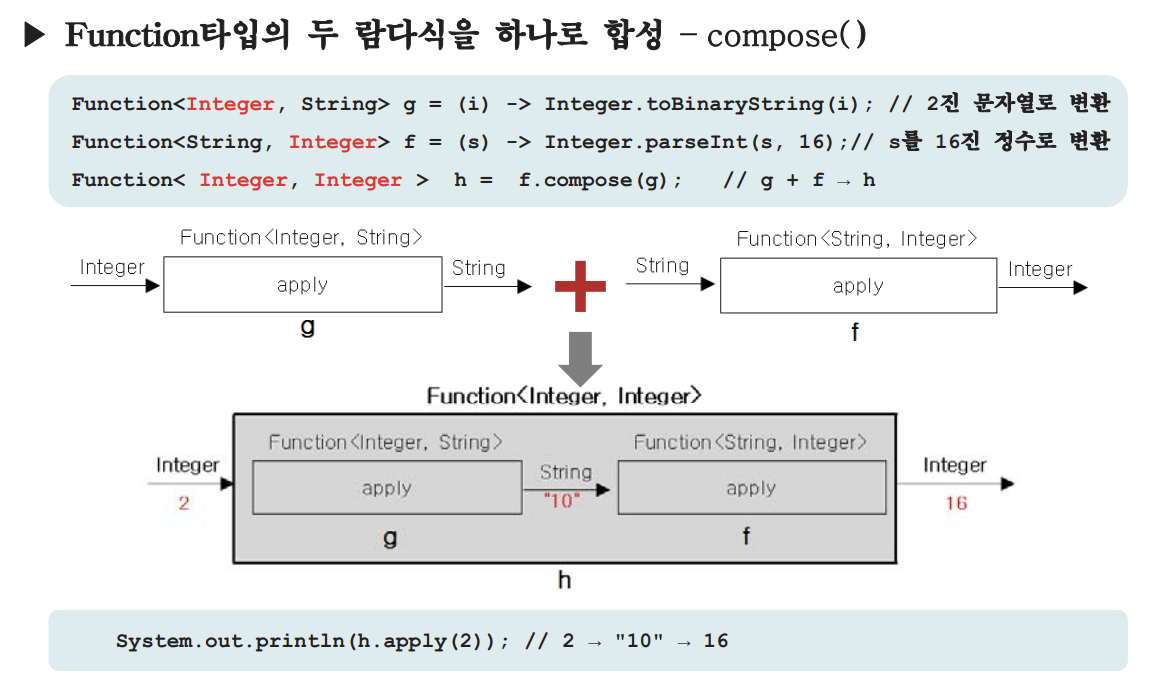 ▶ Function타입의 두 람다식을 하나로 합성 – compose()
Function<Integer, String> g = (i) -> Integer.toBinaryString(i); // 2진 문자열로 변환
Function<String, Integer> f = (s) -> Integer.parseInt(s, 16);// s를 16진 정수로 변환
Function< Integer, Integer > h = f.compose(g); // g + f → h
Function<Integer, String>
Integer
apply
String
g
Function<String, Integer>
String
apply
Integer
f
Function<Integer, Integer>
Integer
2
Function<Integer, String>
apply
g
String
"10"
Function<String, Integer>
apply
f
Integer
16
h
System.out.println(h.apply(2)); // 2 → "10" → 16